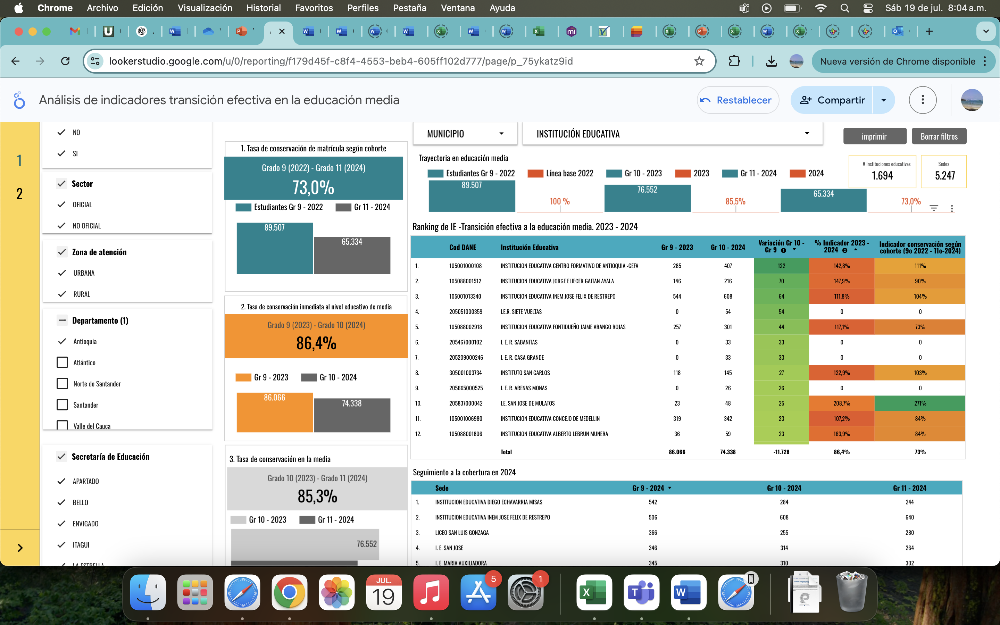 Chrome Archivo Edición Visualización Historial Favoritos Perfiles Pestaña Ventana Ayuda Sáb 19 de jul. 8:04 a.m.
lookerstudio.google.com/u/0/reporting/f179d45f-c8f4-4553-beb4-605ff102d777/page/p_75ykatz9id Nueva versión de Chrome disponible
Análisis de indicadores transición efectiva en la educación media Restablecer Compartir
1
2
NO
SI
Sector
OFICIAL
NO OFICIAL
Zona de atención
URBANA
RURAL
Departamento (1)
Antioquia
Atlántico
Norte de Santander
Santander
Valle del Cauca
Secretaría de Educación
APARTADO
BELLO
ENVIGADO
ITAGUI
LA ESTRELLA
1. Tasa de conservación de matrícula según cohorte
Grado 9 (2022) - Grado 11 (2024)
73,0%
Estudiantes Gr 9 - 2022 Gr 11 - 2024
89.507 65.334
2. Tasa de conservación inmediata al nivel educativo de media
Grado 9 (2023) - Grado 10 (2024)
86,4%
Gr 9 - 2023 Gr 10 - 2024
86.066 74.338
3. Tasa de conservación en la media
Grado 10 (2023) - Grado 11 (2024)
85,3%
Gr 10 - 2023 Gr 11 - 2024
76.552
MUNICIPIO INSTITUCIÓN EDUCATIVA imprimir Borrar filtros
Trayectoria en educación media
Estudiantes Gr 9 - 2022 Línea base 2022 Gr 10 - 2023 2023 Gr 11 - 2024 2024
89.507 100 % 76.552 85,5% 65.334 73,0%
# Instituciones educativas
1.694
Sedes
5.247
Ranking de IE -Transición efectiva a la educación media. 2023 - 2024
Cod DANE Institución Educativa Gr 9 - 2023 Gr 10 - 2024 Variación Gr 10 - Gr 9 1 % Indicador 2023 - 2024 2 Indicador conservación según cohorte (9o 2022 - 11o-2024)
1. 105001000108 INSTITUCION EDUCATIVA CENTRO FORMATIVO DE ANTIOQUIA -CEFA 285 407 122 142,8% 111%
2. 105088001512 INSTITUCION EDUCATIVA JORGE ELIECER GAITAN AYALA 146 216 70 147,9% 90%
3. 105001013340 INSTITUCION EDUCATIVA INEM JOSE FELIX DE RESTREPO 544 608 64 111,8% 104%
4. 205051000359 I.E.R. SIETE VUELTAS 0 54 54 0 0
5. 105088002918 INSTITUCION EDUCATIVA FONTIDUEÑO JAIME ARANGO ROJAS 257 301 44 117,1% 73%
6. 205467000102 I. E. R. SABANITAS 0 33 33 0 0
7. 205209000246 I. E. R. CASA GRANDE 0 33 33 0 0
8. 305001003734 INSTITUTO SAN CARLOS 118 145 27 122,9% 103%
9. 205665000525 I. E. R. ARENAS MONAS 0 26 26 0 0
10. 205837000042 I.E. SAN JOSE DE MULATOS 23 48 25 208,7% 271%
11. 105001006980 INSTITUCION EDUCATIVA CONCEJO DE MEDELLIN 319 342 23 107,2% 84%
12. 105088001806 INSTITUCION EDUCATIVA ALBERTO LEBRUN MUNERA 36 59 23 163,9% 84%
Total 86.066 74.338 -11.728 86,4% 73%
Seguimiento a la cobertura en 2024
Sede Gr 9 - 2024 Gr 10 - 2024 Gr 11 - 2024
1. INSTITUCION EDUCATIVA DIEGO ECHAVARRIA MISAS 542 284 244
2. INSTITUCION EDUCATIVA INEM JOSE FELIX DE RESTREPO 506 608 640
3. LICEO SAN LUIS GONZAGA 366 255 280
4. I. E. SAN JOSE 346 314 264
5. I. E. MARIA AUXILIADORA 345 310 302
JUL.
19
5
1